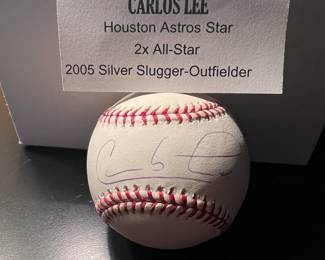 CARLOS LEE
Houston Astros Star
2x All-Star
2005 Silver Slugger-Outfielder